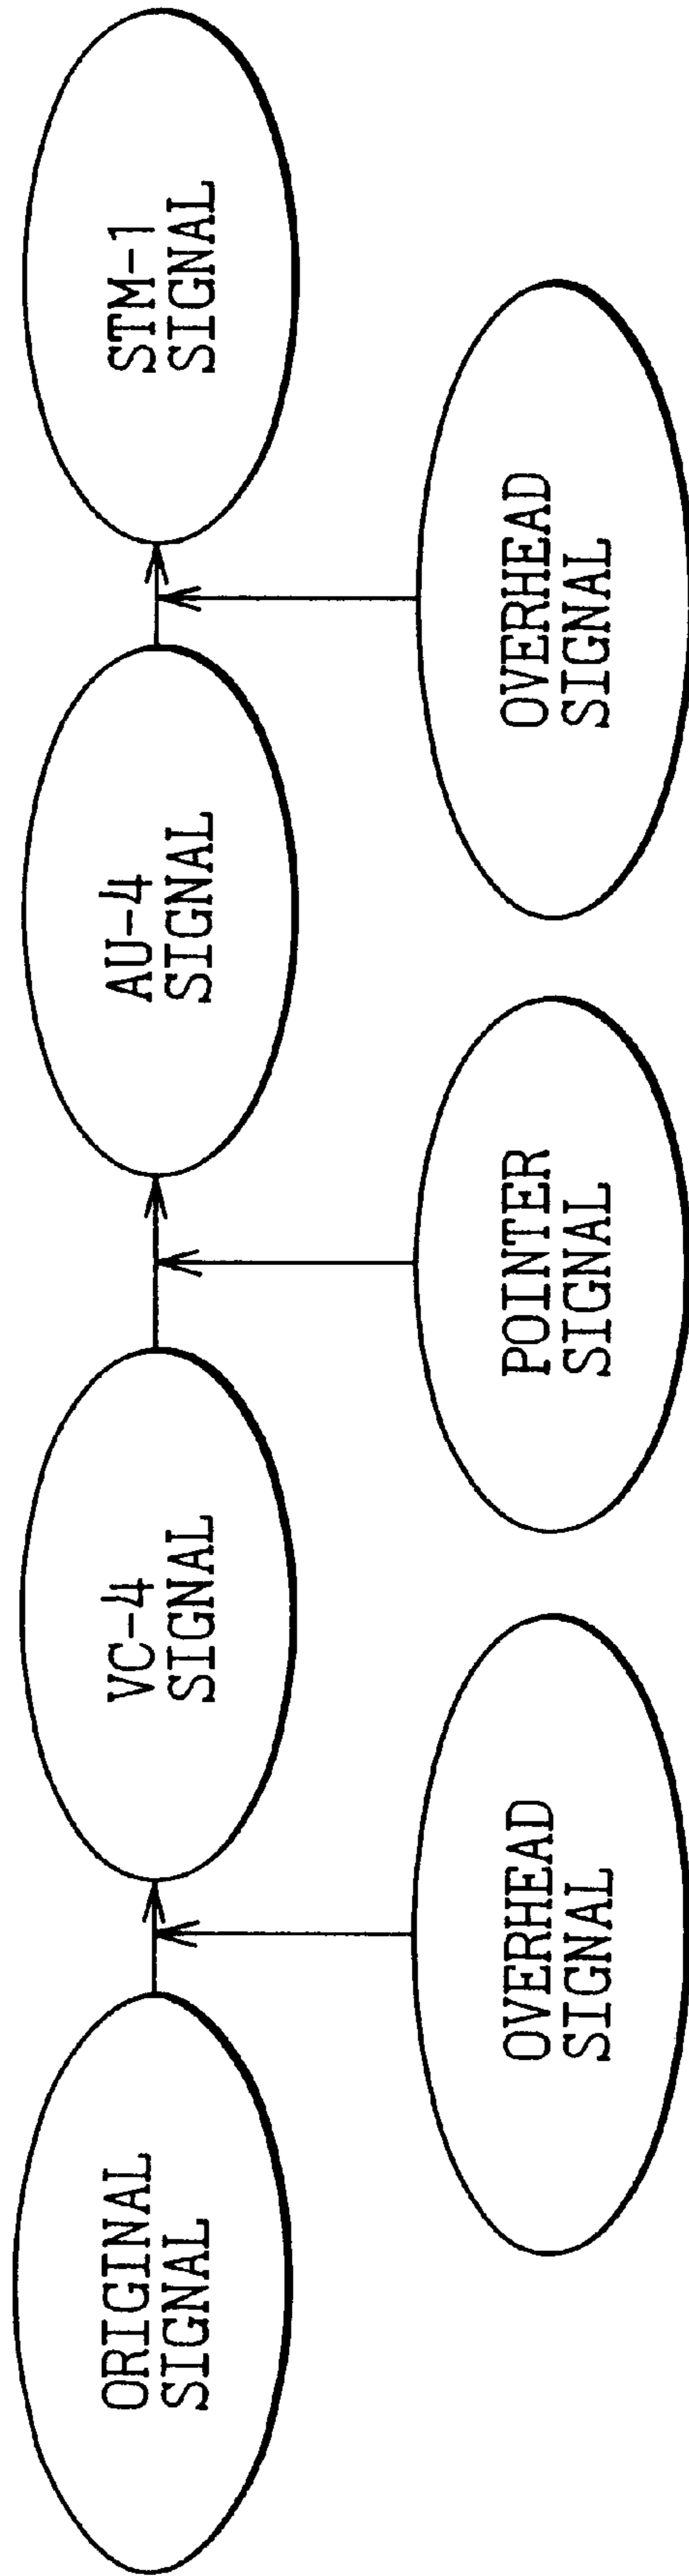 ORIGINAL
SIGNAL
VC-4
SIGNAL
AU-4
SIGNAL
STM-1
SIGNAL
OVERHEAD
SIGNAL
POINTER
SIGNAL
OVERHEAD
SIGNAL